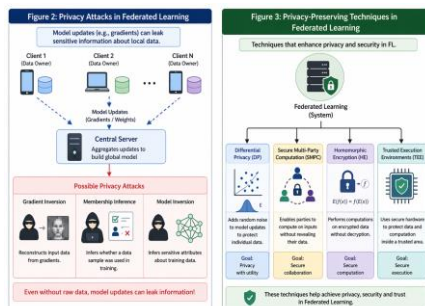 Figure 2: Privacy Attacks in Federated Learning
Model updates (e.g., gradients) can leak
sensitive information about local data.
Client 1
(Data Owner)
Client 2
(Data Owner)
Client N
(Data Owner)
Model Updates
(Gradients / Weights)
Central Server
Aggregates updates to
build global model
Possible Privacy Attacks
Gradient Inversion
Reconstructs input data
from gradients.
Membership Inference
Infers whether a data
sample was used in
training.
Model Inversion
Infers sensitive attributes
about training data.
Even without raw data, model updates can leak information!
Figure 3: Privacy-Preserving Techniques in
Federated Learning
Techniques that enhance privacy and security in FL.
Federated Learning
(System)
Differential
Privacy (DP)
Adds random noise
to model updates to
protect individual data.
Goal:
Privacy
with utility
Secure Multi-Party
Computation (SMPC)
Enables parties to
compute on inputs
without revealing
their data.
Goal:
Secure
collaboration
Homomorphic
Encryption (HE)
Performs computations on
encrypted data without
decryption.
Goal:
Secure
computation
Trusted Execution
Environments (TEE)
TEE
Uses secure hardware
to protect data and
computation inside a
trusted area.
Goal:
Secure
execution
These techniques help achieve privacy, security and trust
in Federated Learning.